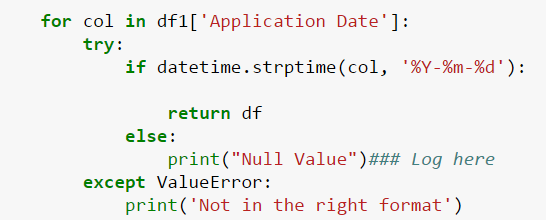 for col in df1['Application Date']:
try:
if datetime.strptime(col, '%Y-%m-%d'):
return df
else:
print("Null Value")### Log here
except ValueError:
print('Not in the right format')